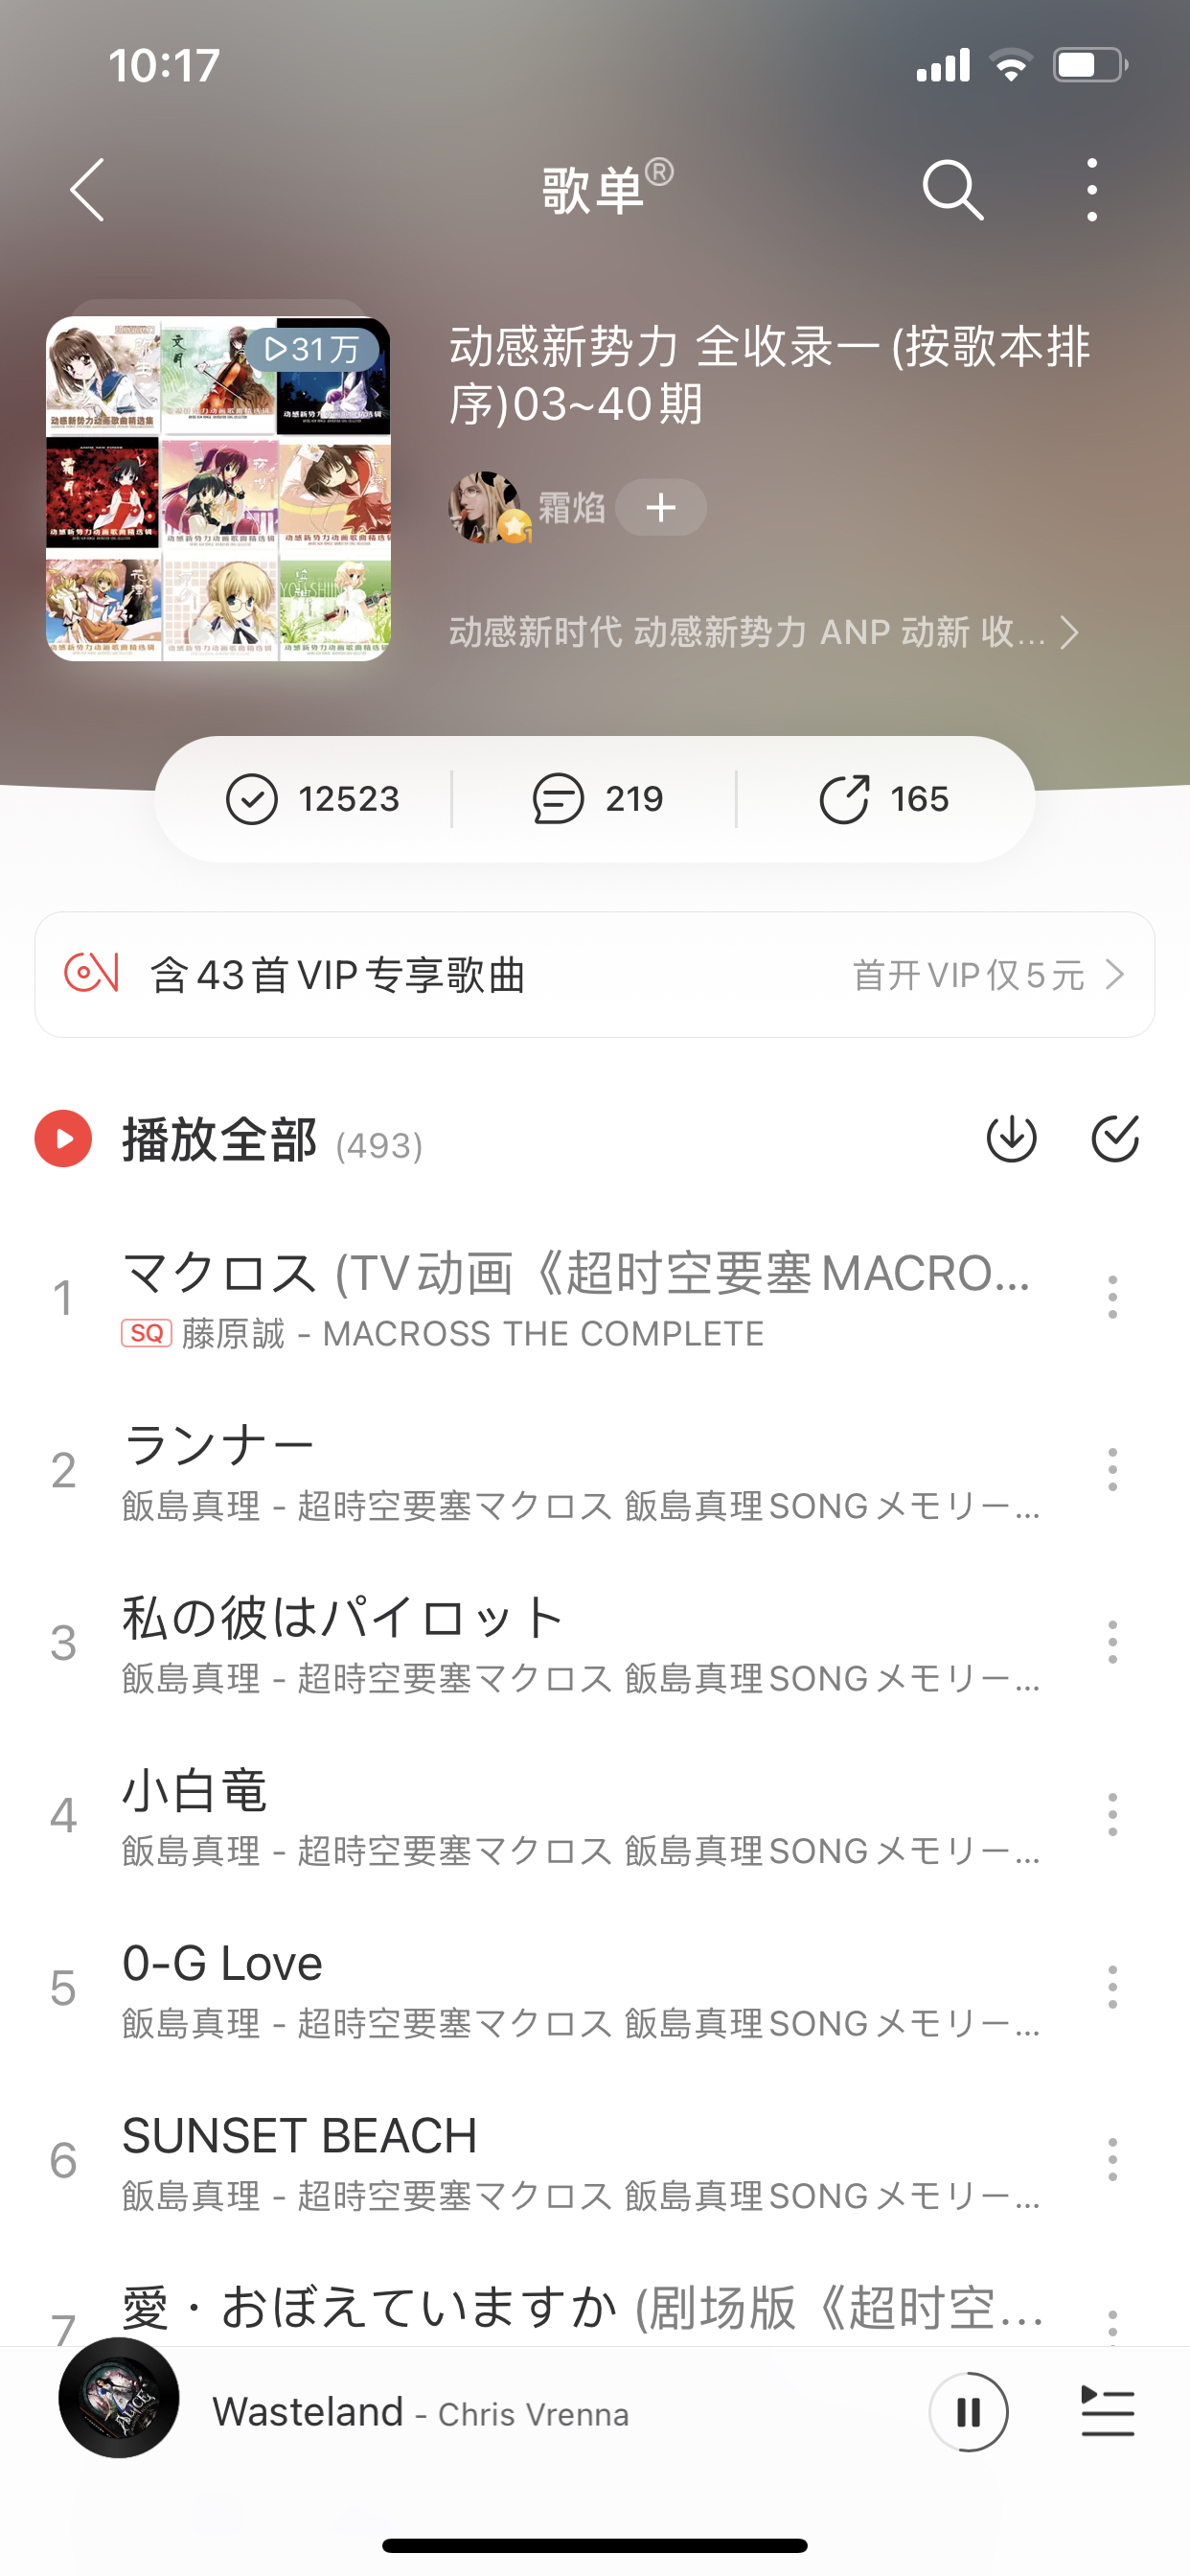 10:17
歌单®
31万
动感新势力 全收录一(按歌本排
序)03~40期
霜焰
动感新时代 动感新势力 ANP 动新 收...
12523
219
165
含43首VIP专享歌曲
首开VIP仅5元
播放全部 (493)
1
マクロス (TV动画《超时空要塞MACRO...
SQ 藤原誠 - MACROSS THE COMPLETE
2
ランナー
飯島真理 - 超時空要塞マクロス 飯島真理SONGメモリー...
3
私の彼はパイロット
飯島真理 - 超時空要塞マクロス 飯島真理SONGメモリー...
4
小白竜
飯島真理 - 超時空要塞マクロス 飯島真理SONGメモリー...
5
0-G Love
飯島真理 - 超時空要塞マクロス 飯島真理SONGメモリー...
6
SUNSET BEACH
飯島真理 - 超時空要塞マクロス 飯島真理SONGメモリー...
7
愛・おぼえていますか (剧场版《超时空...
Wasteland - Chris Vrenna